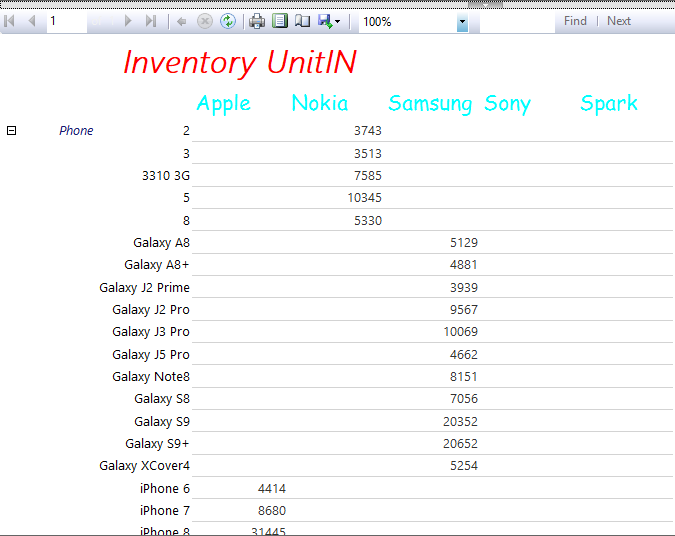 1 100% Find | Next
Inventory UnitIN
Apple Nokia Samsung Sony Spark
Phone 2 3743
3 3513
3310 3G 7585
5 10345
8 5330
Galaxy A8 5129
Galaxy A8+ 4881
Galaxy J2 Prime 3939
Galaxy J2 Pro 9567
Galaxy J3 Pro 10069
Galaxy J5 Pro 4662
Galaxy Note8 8151
Galaxy S8 7056
Galaxy S9 20352
Galaxy S9+ 20652
Galaxy XCover4 5254
iPhone 6 4414
iPhone 7 8680
iPhone 8 31445